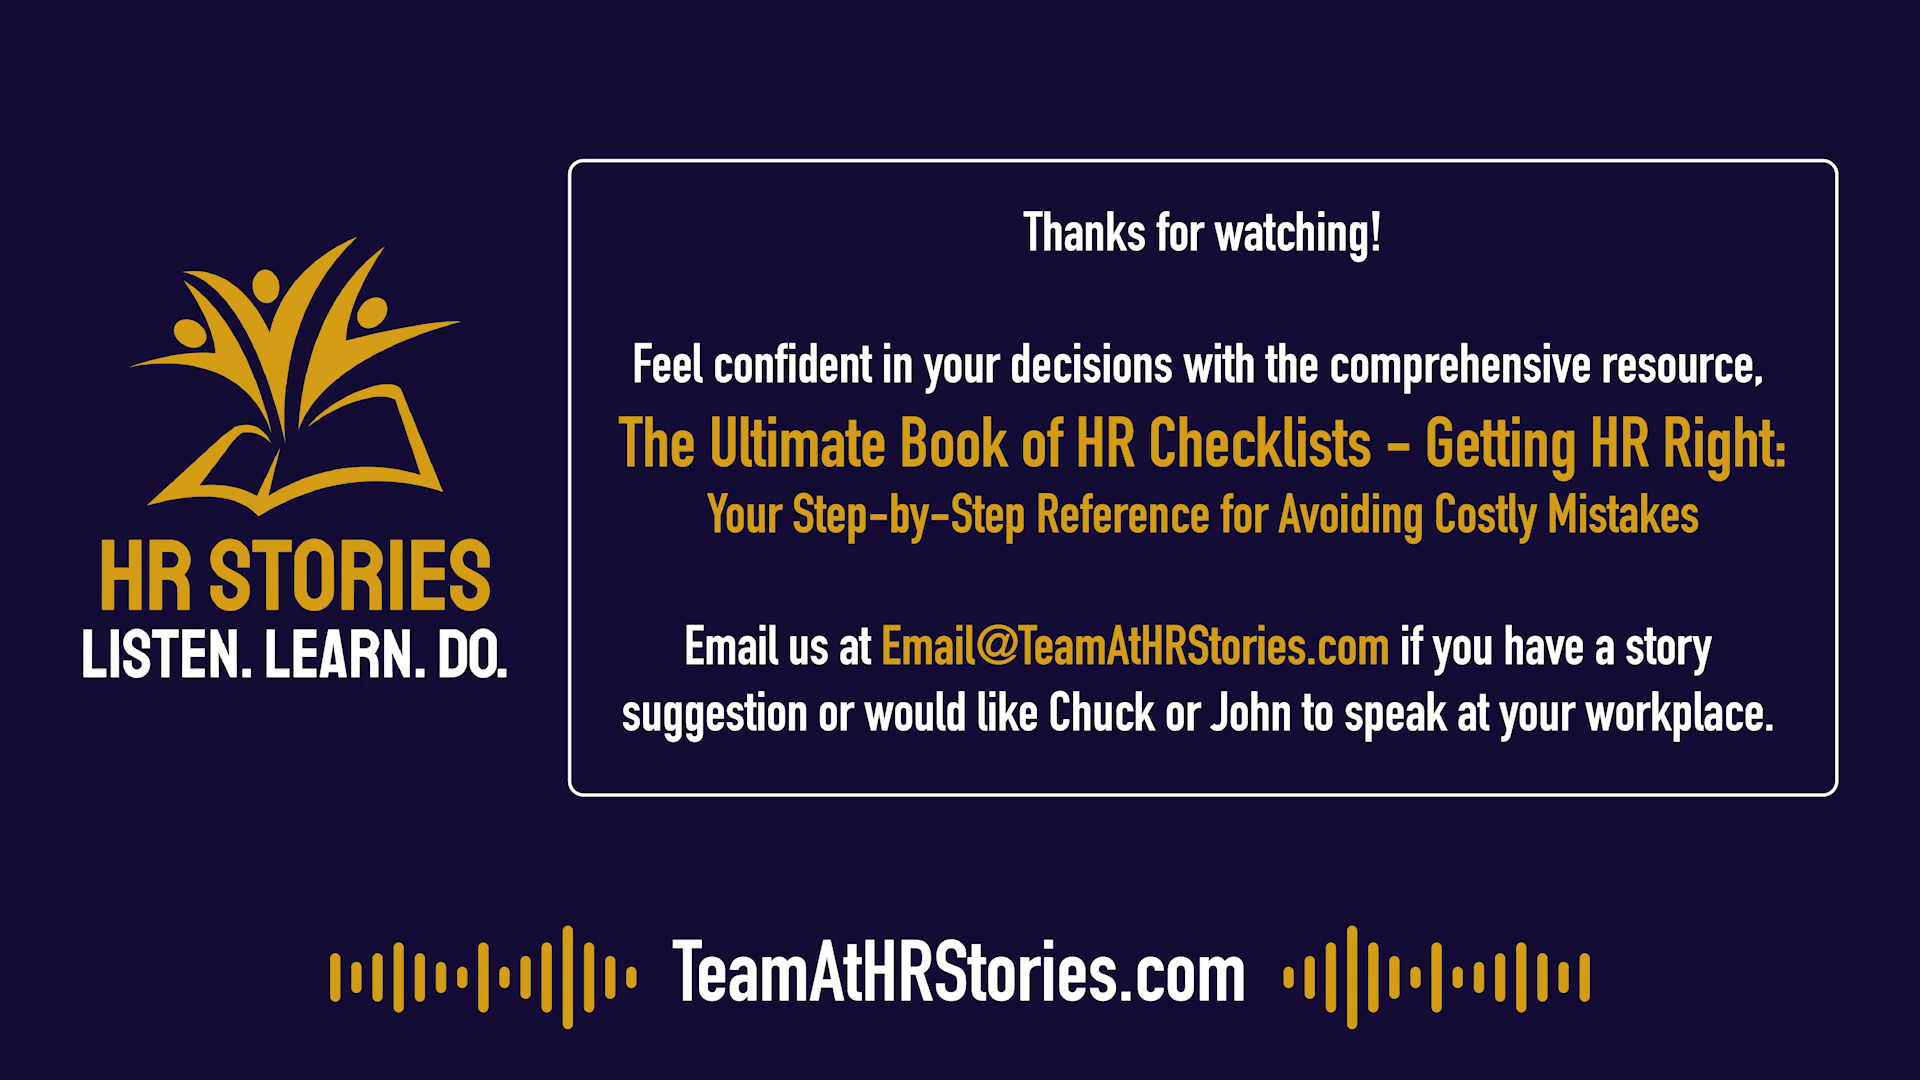 HR STORIES
LISTEN. LEARN. DO.
Thanks for watching!
Feel confident in your decisions with the comprehensive resource,
The Ultimate Book of HR Checklists - Getting HR Right:
Your Step-by-Step Reference for Avoiding Costly Mistakes
Email us at Email@TeamAtHRStories.com if you have a story
suggestion or would like Chuck or John to speak at your workplace.
TeamAtHRStories.com